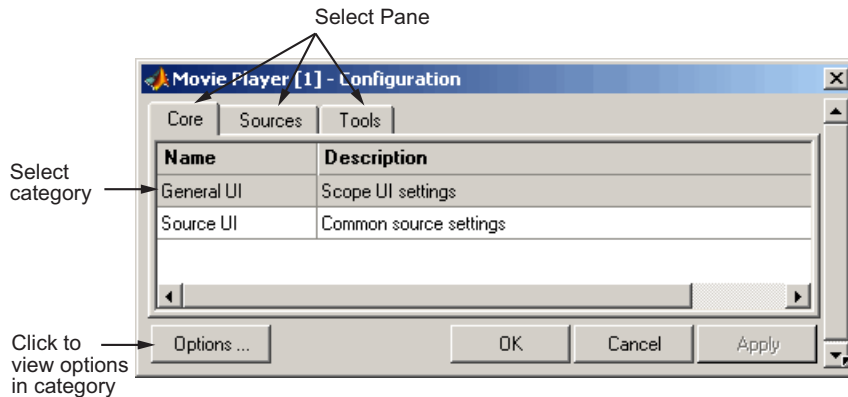 Select Pane
Movie Player [1] - Configuration
Core Sources Tools
Name Description
Select
category
General UI Scope UI settings
Source UI Common source settings
Click to
view options
in category
Options ... OK Cancel Apply